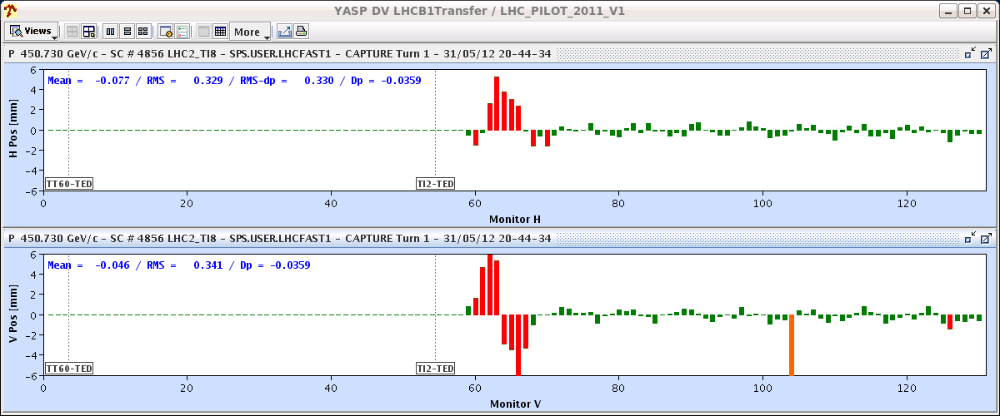 YASP DV LHCB1Transfer / LHC_PILOT_2011_V1
Views
More
P 450.730 GeV/c - SC # 4856 LHC2_TI8 - SPS.USER.LHCFAST1 - CAPTURE Turn 1 - 31/05/12 20-44-34
Mean = -0.077 / RMS = 0.329 / RMS-dp = 0.330 / Dp = -0.0359
H Pos [mm]
6
4
2
0
-2
-4
-6
TT60-TED
TI2-TED
0 20 40 60 80 100 120
Monitor H
P 450.730 GeV/c - SC # 4856 LHC2_TI8 - SPS.USER.LHCFAST1 - CAPTURE Turn 1 - 31/05/12 20-44-34
Mean = -0.046 / RMS = 0.341 / Dp = -0.0359
V Pos [mm]
6
4
2
0
-2
-4
-6
TT60-TED
TI2-TED
0 20 40 60 80 100 120
Monitor V